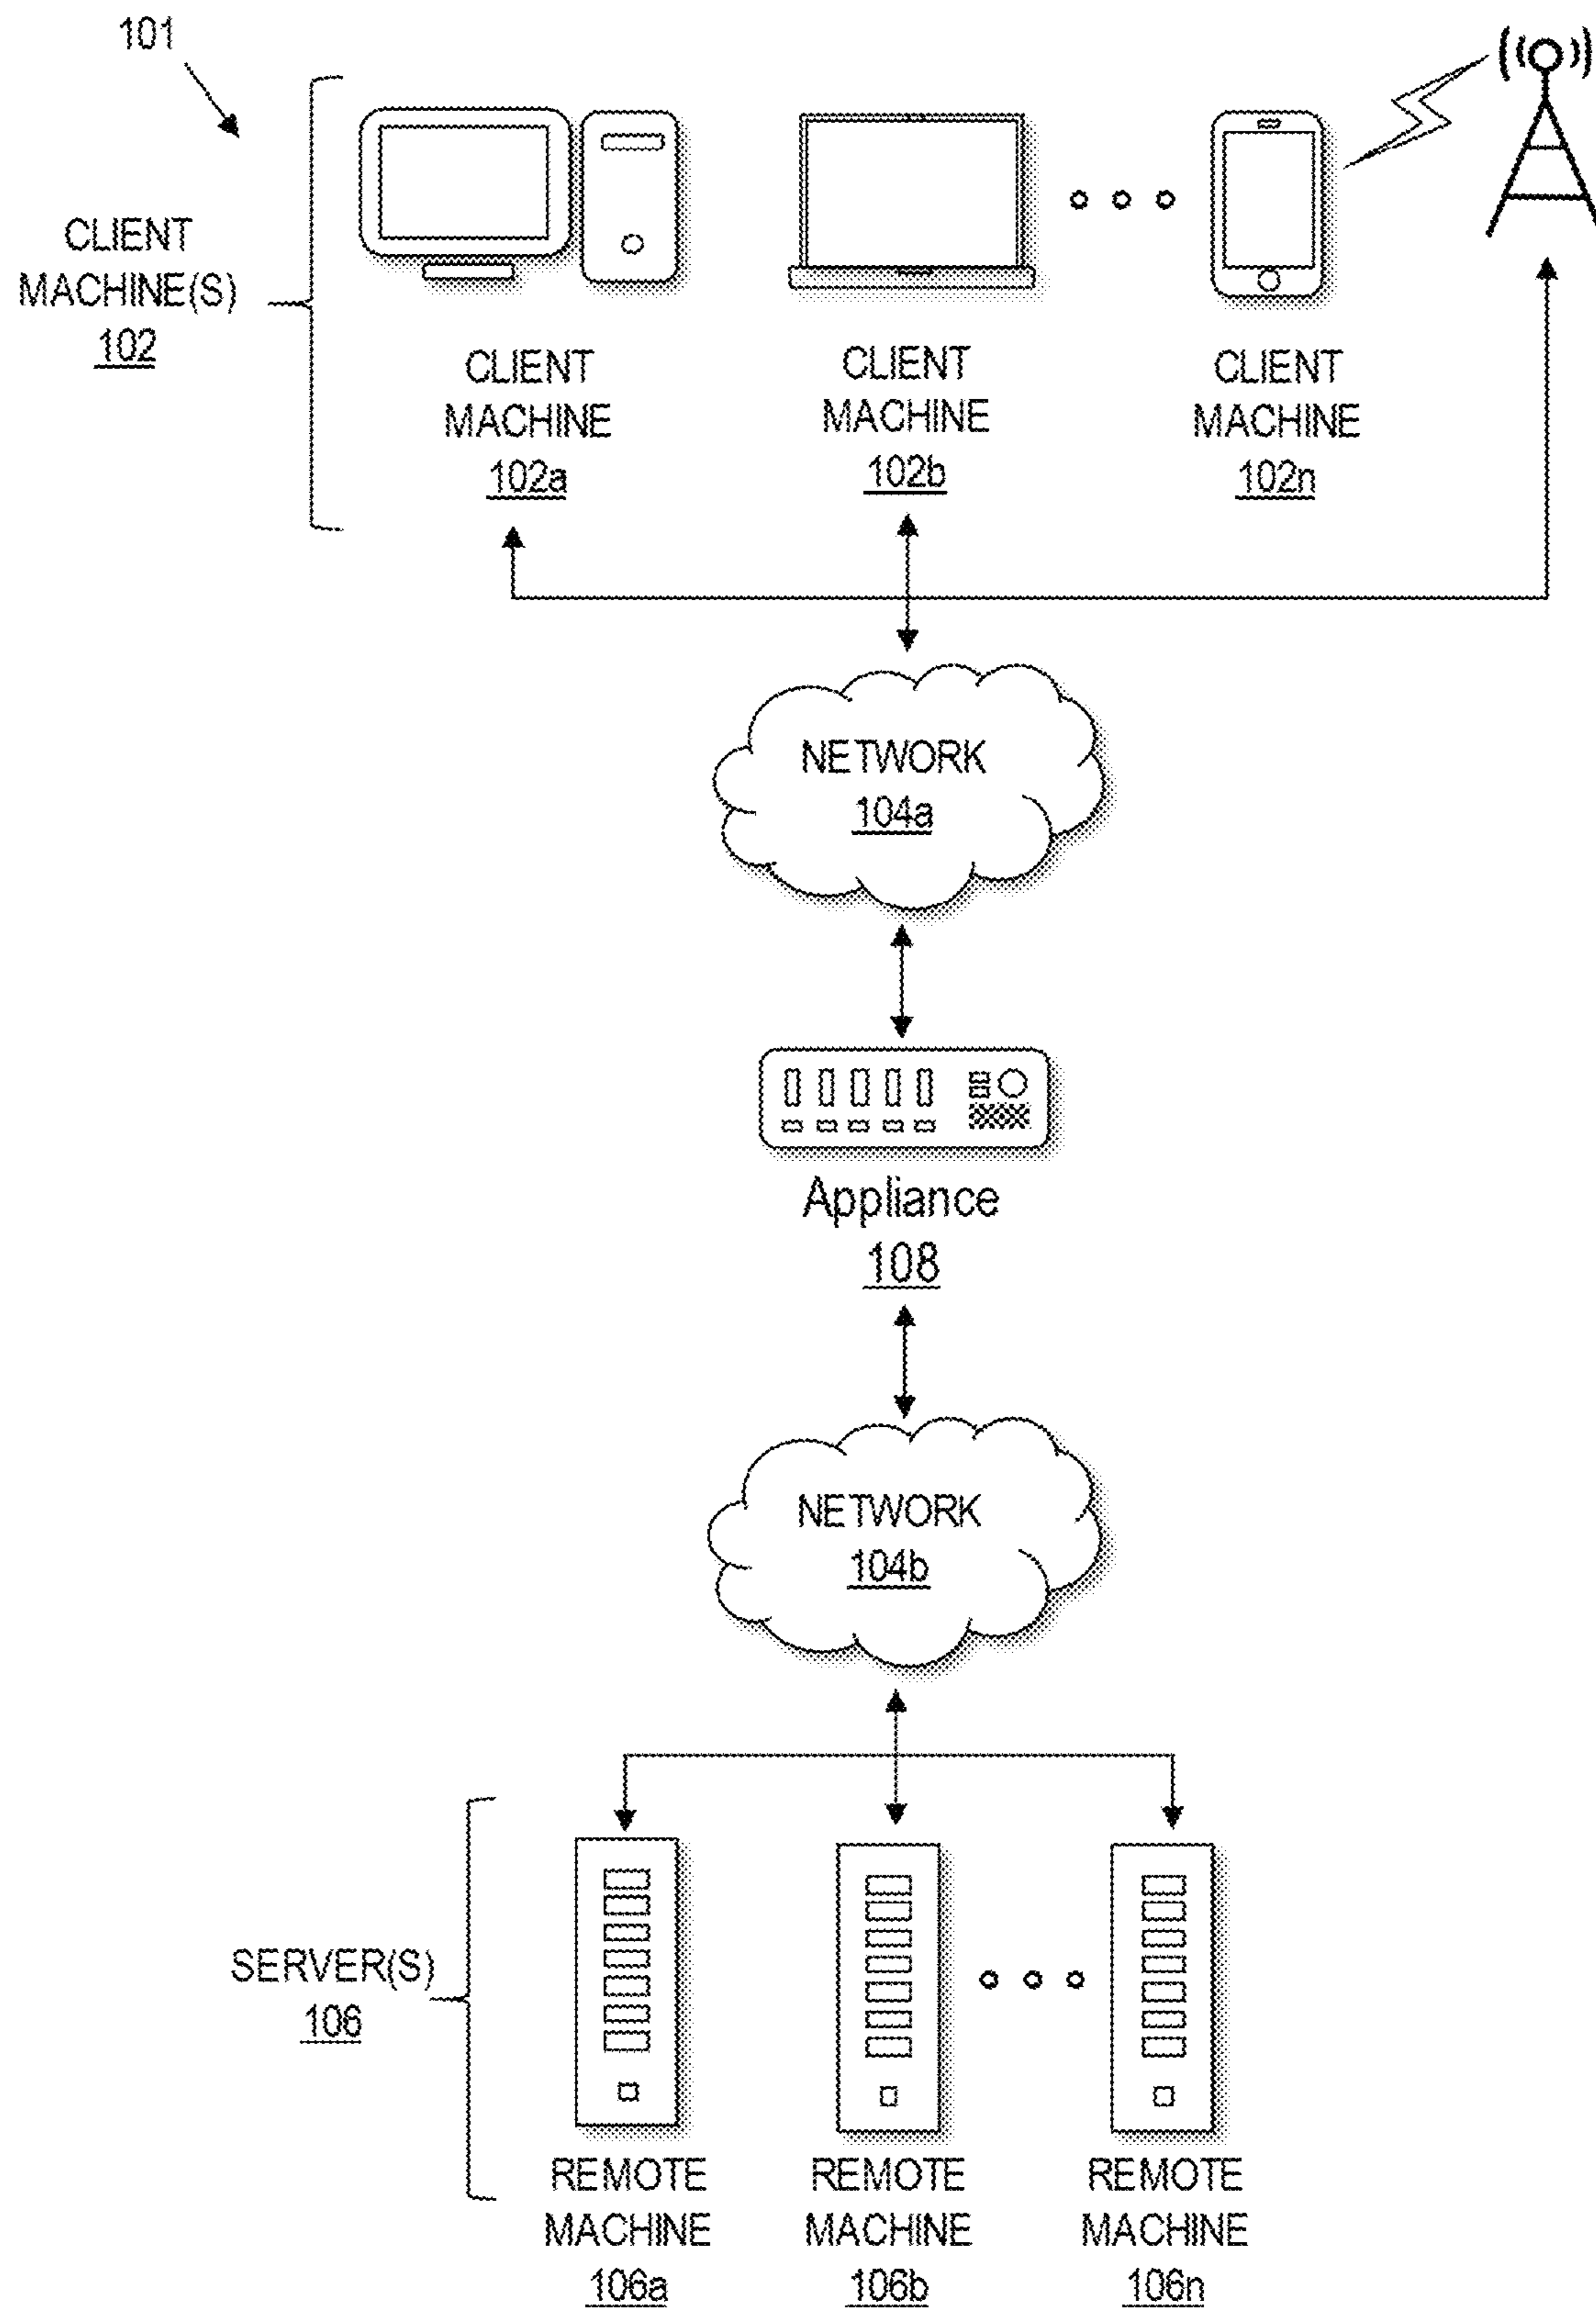 101
CLIENT
MACHINE(S)
102
CLIENT
MACHINE
102a
CLIENT
MACHINE
102b
CLIENT
MACHINE
102n
NETWORK
104a
Appliance
108
NETWORK
104b
SERVER(S)
106
REMOTE
MACHINE
106a
REMOTE
MACHINE
106b
REMOTE
MACHINE
106n